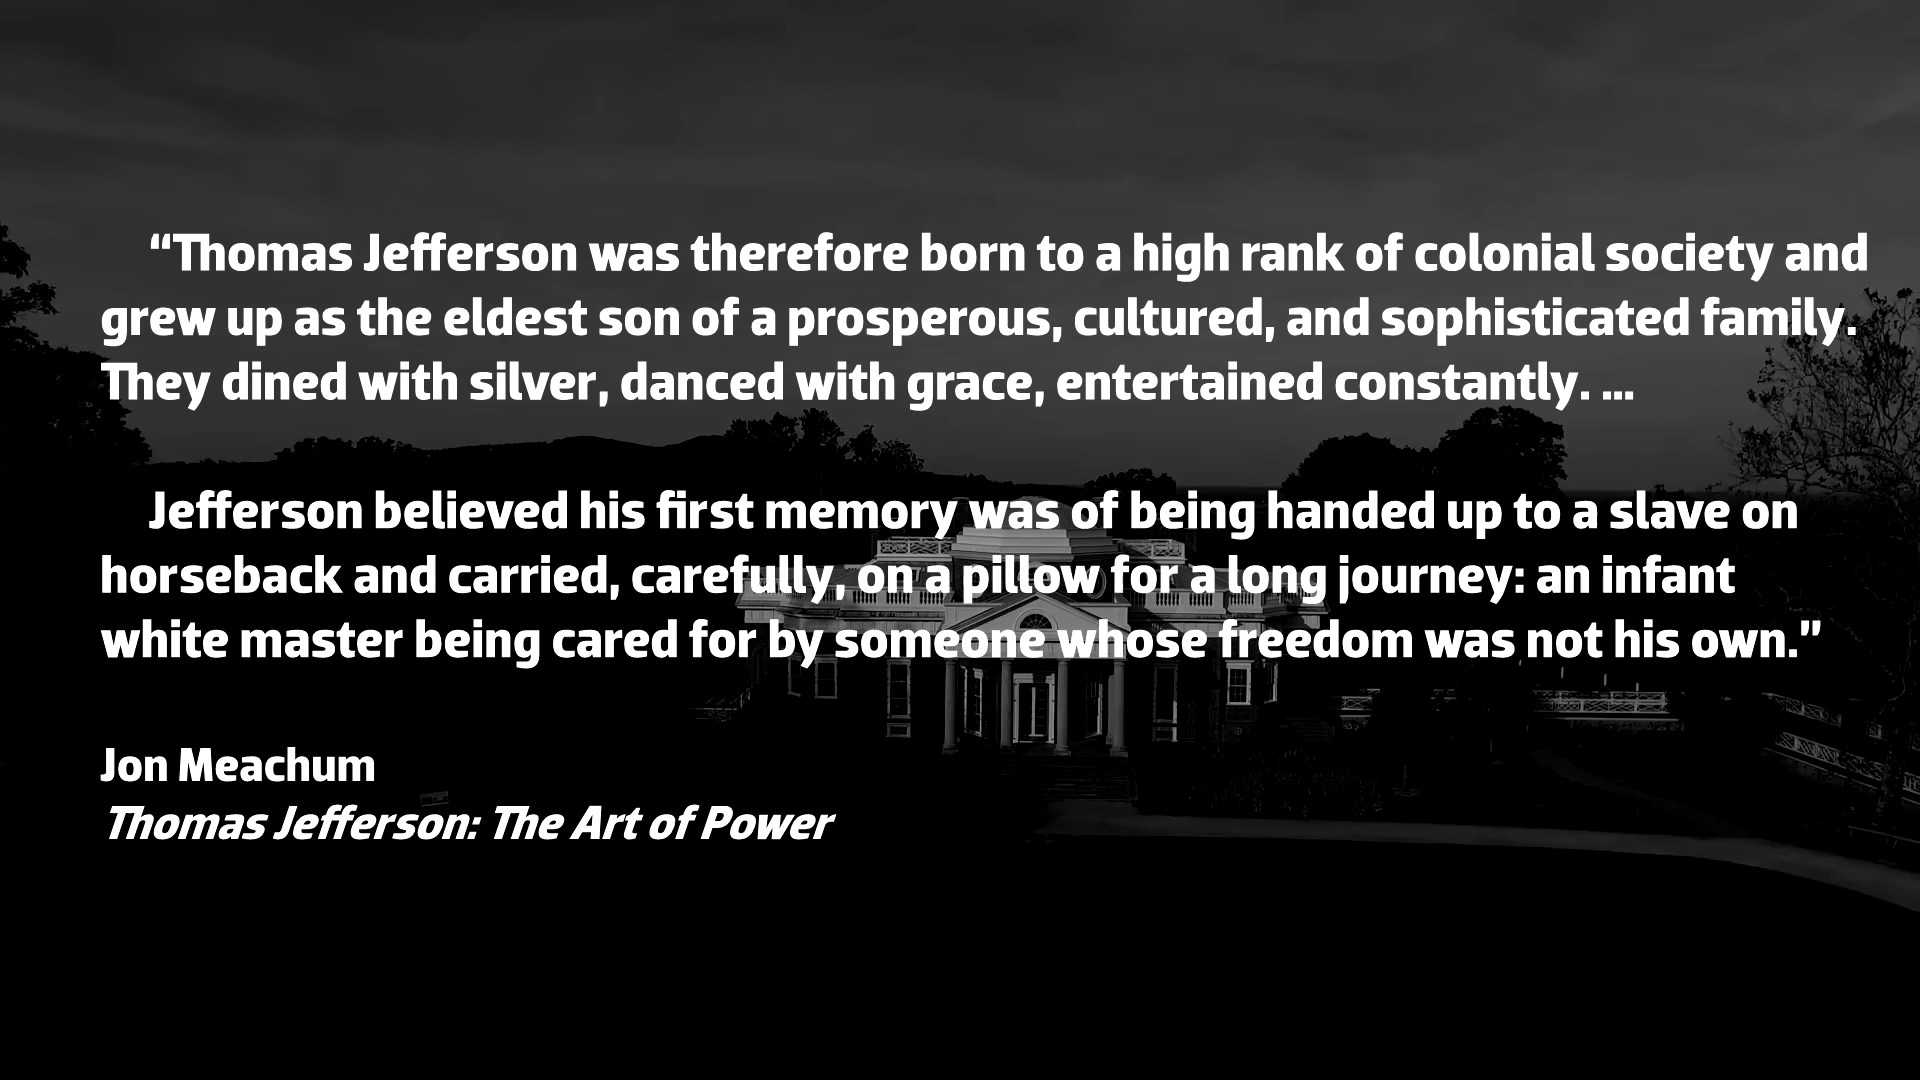 “Thomas Jefferson was therefore born to a high rank of colonial society and
grew up as the eldest son of a prosperous, cultured, and sophisticated family.
They dined with silver, danced with grace, entertained constantly. ...
Jefferson believed his first memory was of being handed up to a slave on
horseback and carried, carefully, on a pillow for a long journey: an infant
white master being cared for by someone whose freedom was not his own.”
Jon Meachum
Thomas Jefferson: The Art of Power